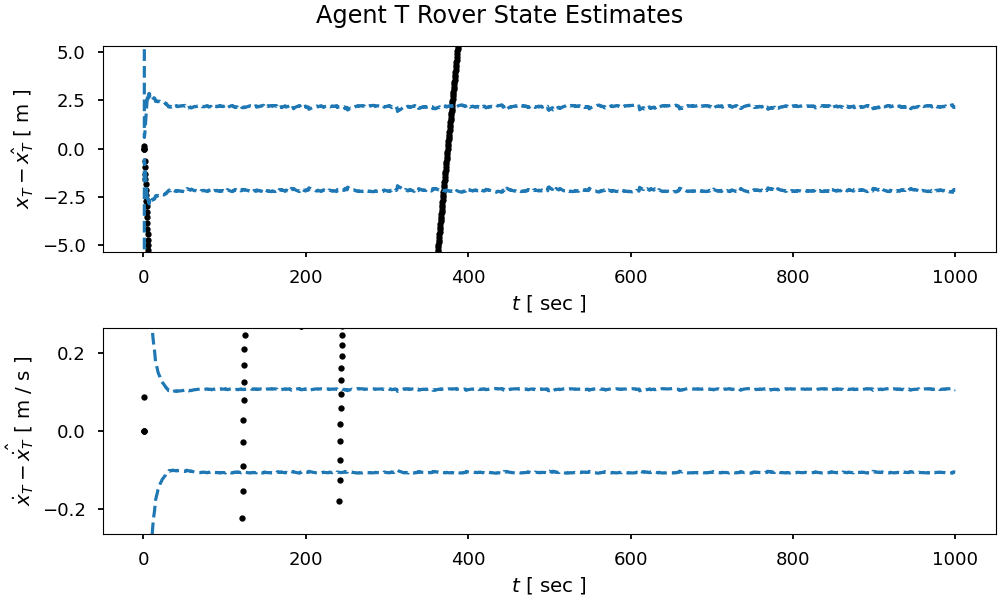 Agent T Rover State Estimates
5.0
2.5
0.0
−2.5
−5.0
$x_T - \hat{x_T}$ [ m ]
0 200 400 600 800 1000
t [ sec ]
0.2
0.0
−0.2
$\dot{x}_T - \hat{\dot{x}_T}$ [ m / s ]
0 200 400 600 800 1000
t [ sec ]